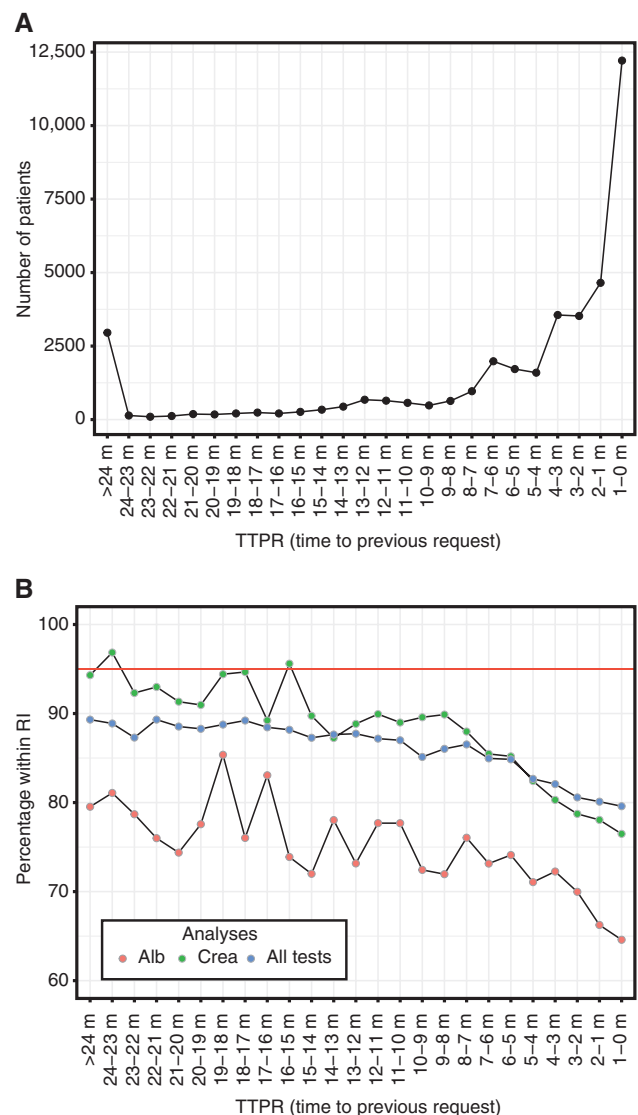 A
12,500
10,000
7500
5000
2500
0
Number of patients
>24 m
24–23 m
23–22 m
22–21 m
21–20 m
20–19 m
19–18 m
18–17 m
17–16 m
16–15 m
15–14 m
14–13 m
13–12 m
12–11 m
11–10 m
10–9 m
9–8 m
8–7 m
7–6 m
6–5 m
5–4 m
4–3 m
3–2 m
2–1 m
1–0 m
TTPR (time to previous request)
B
100
90
80
70
60
Percentage within RI
Analyses
Alb Crea All tests
>24 m
24–23 m
23–22 m
22–21 m
21–20 m
20–19 m
19–18 m
18–17 m
17–16 m
16–15 m
15–14 m
14–13 m
13–12 m
12–11 m
11–10 m
10–9 m
9–8 m
8–7 m
7–6 m
6–5 m
5–4 m
4–3 m
3–2 m
2–1 m
1–0 m
TTPR (time to previous request)